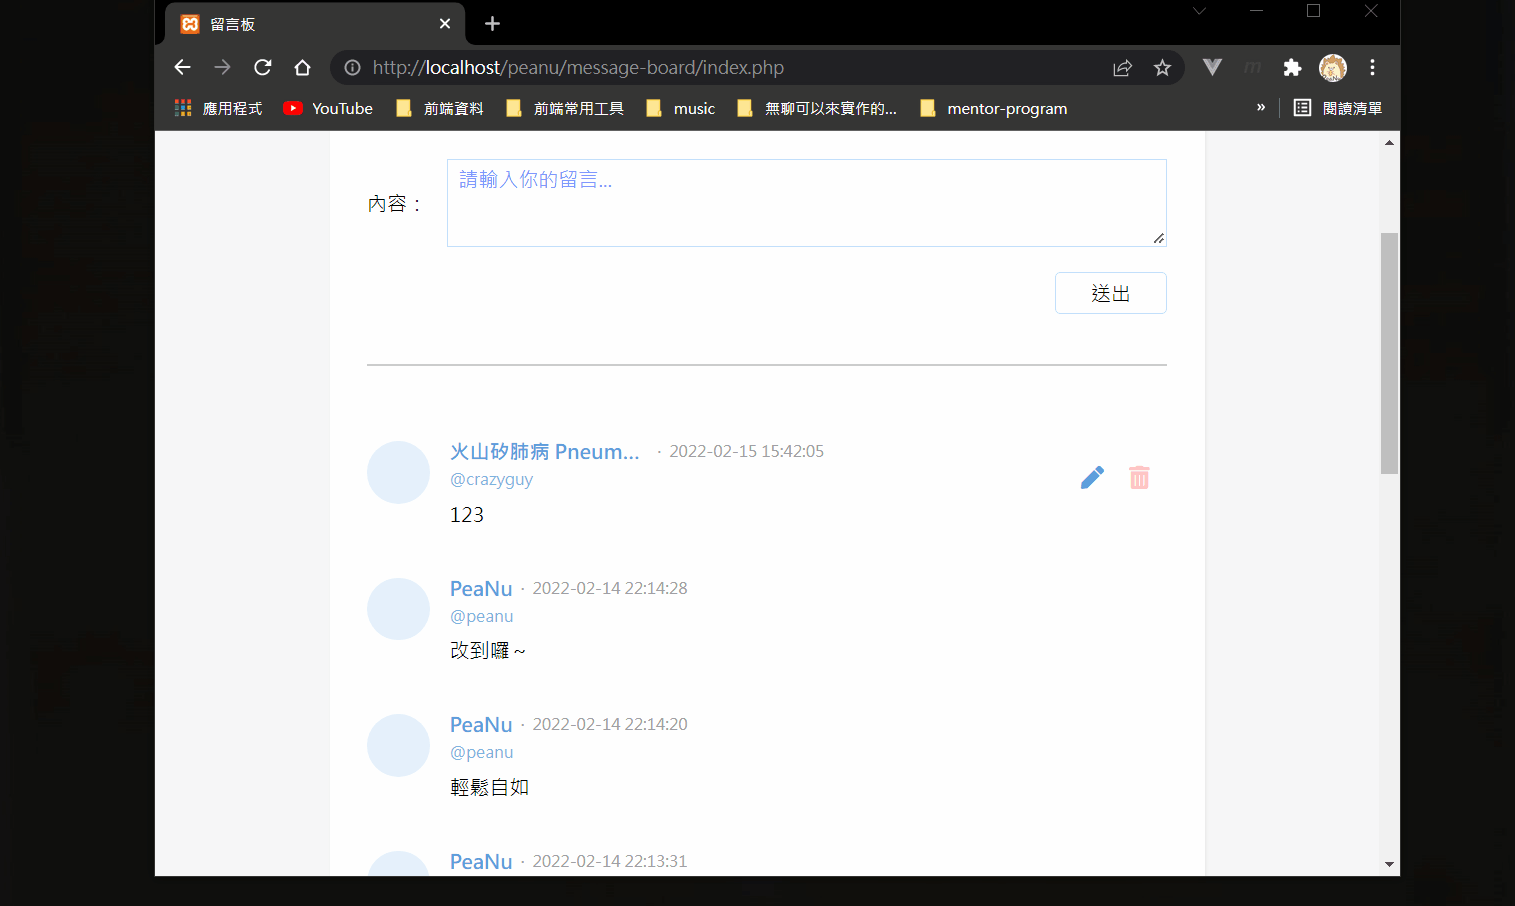 留言板
http://localhost/peanu/message-board/index.php
應用程式 YouTube 前端資料 前端常用工具 music 無聊可以來實作的... mentor-program » 閱讀清單
請輸入你的留言...
內容：
送出
火山矽肺病 Pneum... · 2022-02-15 15:42:05
@crazyguy
123
PeaNu · 2022-02-14 22:14:28
@peanu
改到囉～
PeaNu · 2022-02-14 22:14:20
@peanu
輕鬆自如
PeaNu · 2022-02-14 22:13:31